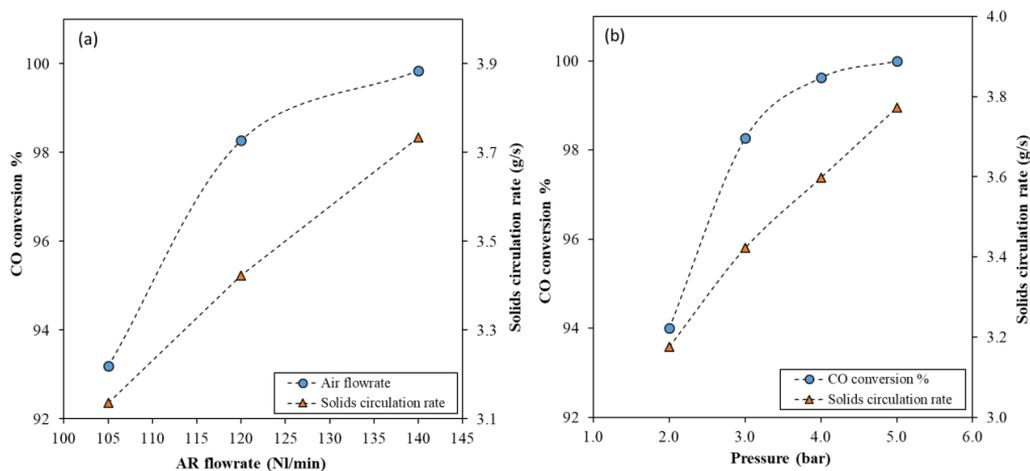 (a)
100
98
96
94
92
CO conversion %
3.9
3.7
3.5
3.3
3.1
Solids circulation rate (g/s)
Air flowrate
Solids circulation rate
100 105 110 115 120 125 130 135 140 145
AR flowrate (Nl/min)
(b)
100
98
96
94
92
CO conversion %
4.0
3.8
3.6
3.4
3.2
3.0
Solids circulation rate (g/s)
CO conversion %
Solids circulation rate
1.0 2.0 3.0 4.0 5.0 6.0
Pressure (bar)